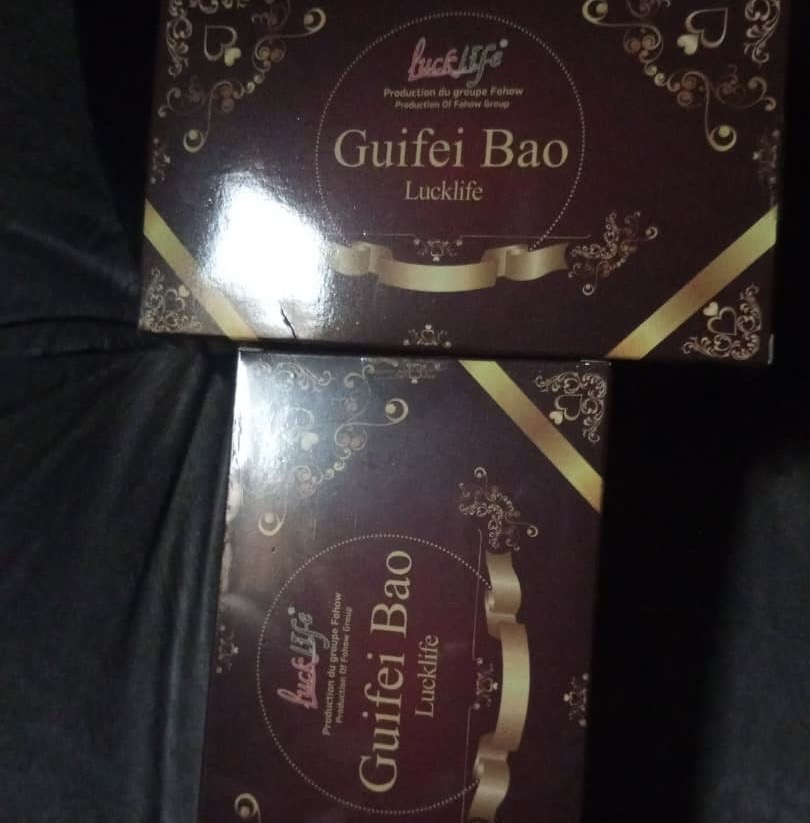 lucklife
Production du groupe Fohow
Production Of Fohow Group
Guifei Bao
Lucklife
lucklife
Production du groupe Fohow
Production Of Fohow Group
Guifei Bao
Lucklife